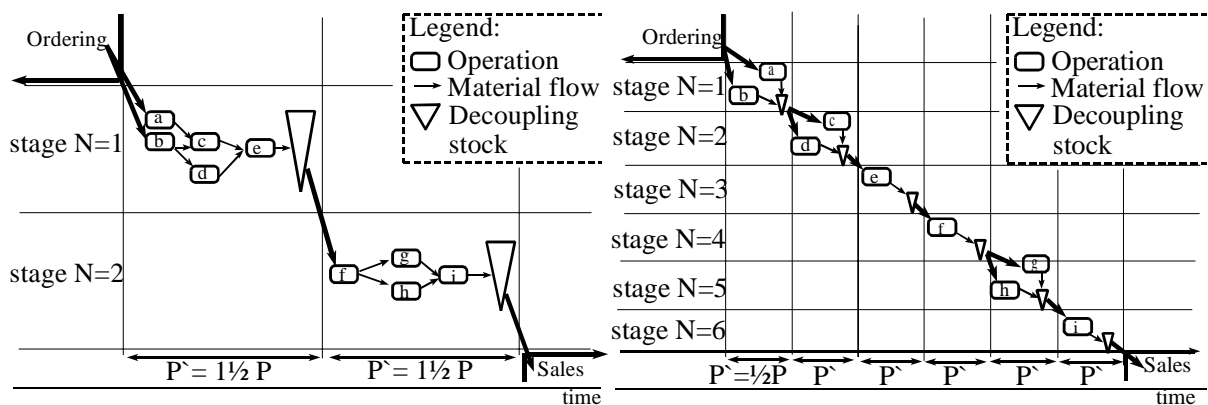 Ordering
Legend:
Operation
Material flow
Decoupling
stock
stage N=1
a
b
c
d
e
stage N=2
f
g
h
i
P`= 1½ P
P`= 1½ P
Sales
time
Ordering
Legend:
Operation
Material flow
Decoupling
stock
stage N=1
a
b
stage N=2
c
d
stage N=3
e
stage N=4
f
stage N=5
g
h
stage N=6
i
P`=½P
P`
P`
P`
P`
P`
Sales
time